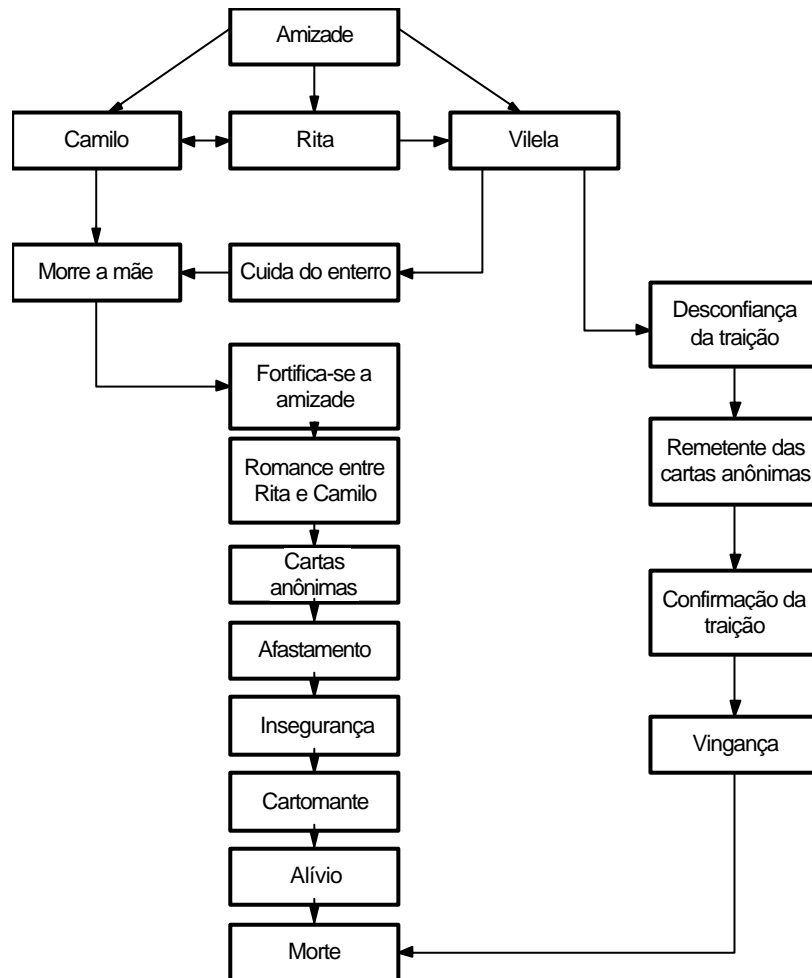 Amizade
Camilo
Rita
Vilela
Morre a mãe
Cuida do enterro
Desconfiança
da traição
Fortifica-se a
amizade
Remetente das
cartas anônimas
Romance entre
Rita e Camilo
Cartas
anônimas
Confirmação da
traição
Afastamento
Insegurança
Vingança
Cartomante
Alívio
Morte